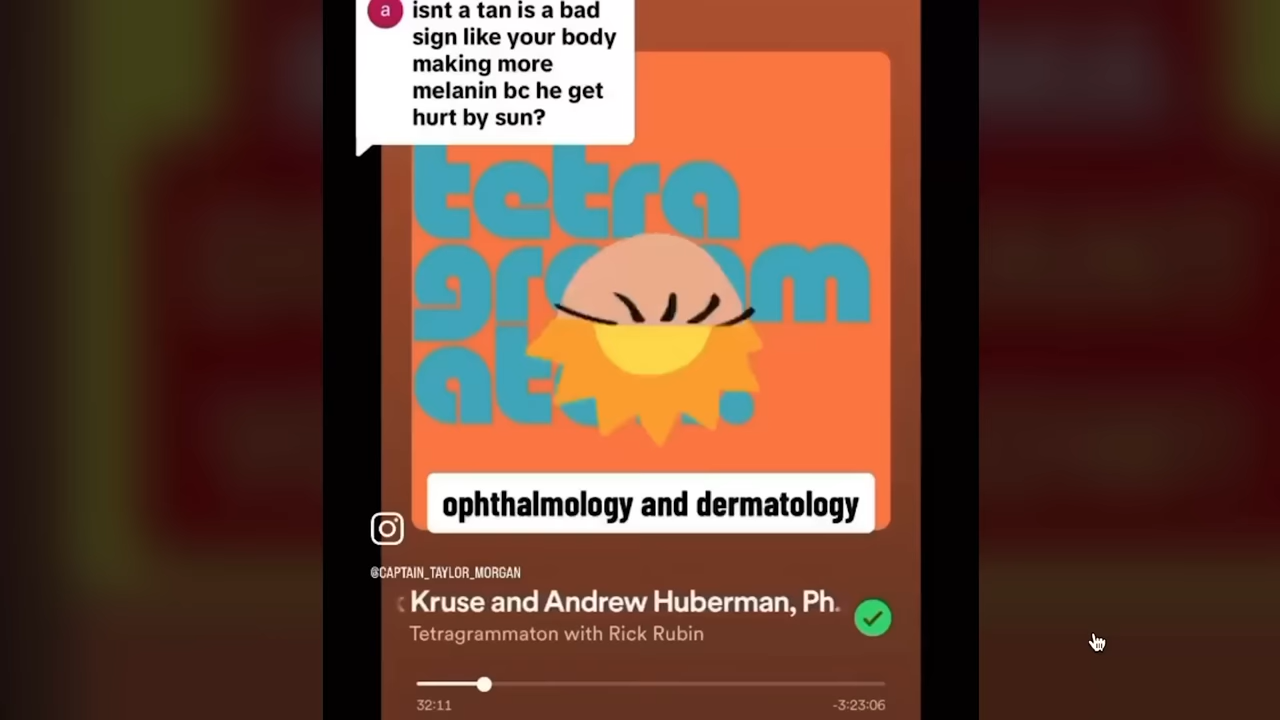 a
isnt a tan is a bad
sign like your body
making more
melanin bc he get
hurt by sun?
tetra
ophthalmology and dermatology
@CAPTAIN_TAYLOR_MORGAN
Kruse and Andrew Huberman, Ph.
Tetragrammaton with Rick Rubin
32:11
-3:23:06